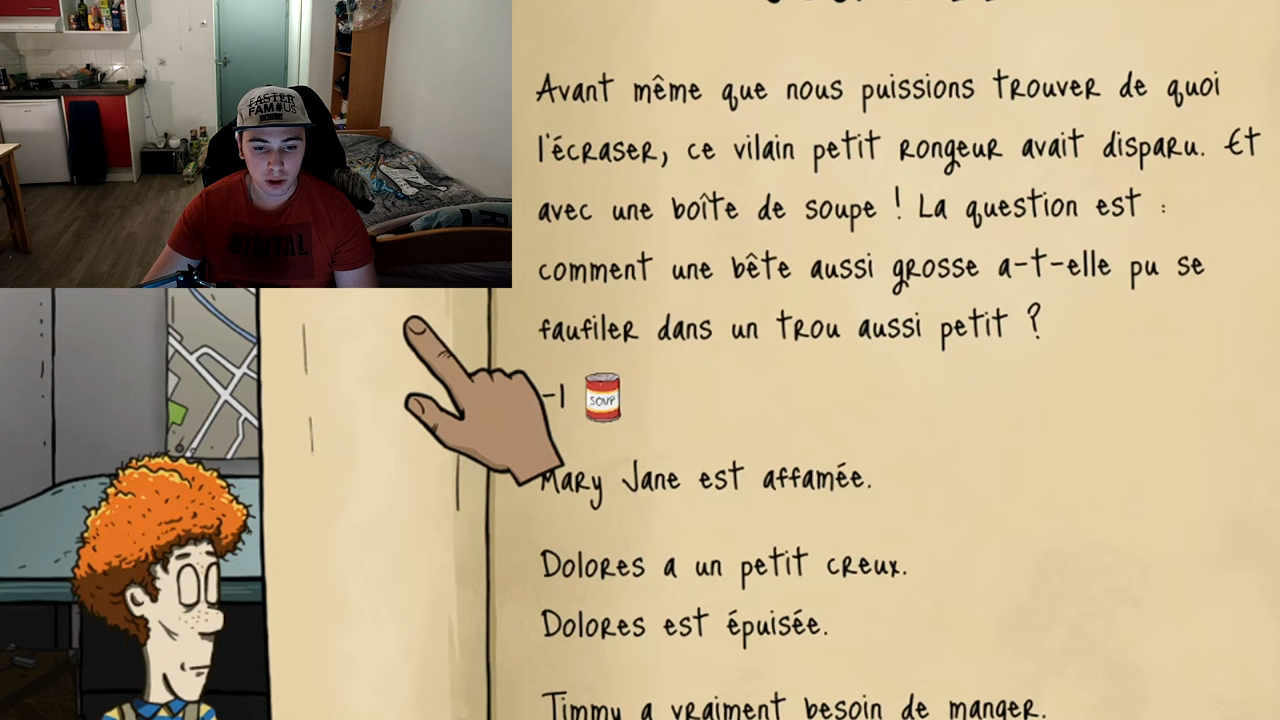 EASTER
FAMOUS
Avant même que nous puissions trouver de quoi
l'écraser, ce vilain petit rongeur avait disparu. Et
avec une boîte de soupe ! La question est :
comment une bête aussi grosse a-t-elle pu se
faufiler dans un trou aussi petit ?
-1
SOUP
Mary Jane est affamée.
Dolores a un petit creux.
Dolores est épuisée.
Timmy a vraiment besoin de manger.